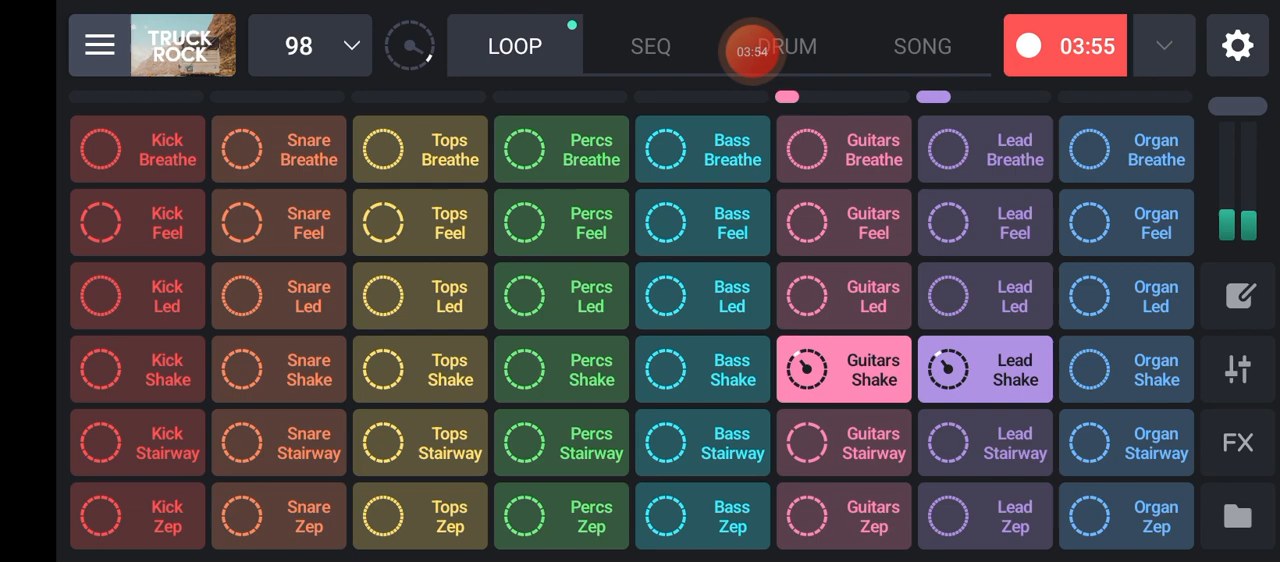 TRUCK
ROCK
98
LOOP
SEQ
03:54
DRUM
SONG
03:55
Kick
Breathe
Snare
Breathe
Tops
Breathe
Percs
Breathe
Bass
Breathe
Guitars
Breathe
Lead
Breathe
Organ
Breathe
Kick
Feel
Snare
Feel
Tops
Feel
Percs
Feel
Bass
Feel
Guitars
Feel
Lead
Feel
Organ
Feel
Kick
Led
Snare
Led
Tops
Led
Percs
Led
Bass
Led
Guitars
Led
Lead
Led
Organ
Led
Kick
Shake
Snare
Shake
Tops
Shake
Percs
Shake
Bass
Shake
Guitars
Shake
Lead
Shake
Organ
Shake
Kick
Stairway
Snare
Stairway
Tops
Stairway
Percs
Stairway
Bass
Stairway
Guitars
Stairway
Lead
Stairway
Organ
Stairway
FX
Kick
Zep
Snare
Zep
Tops
Zep
Percs
Zep
Bass
Zep
Guitars
Zep
Lead
Zep
Organ
Zep